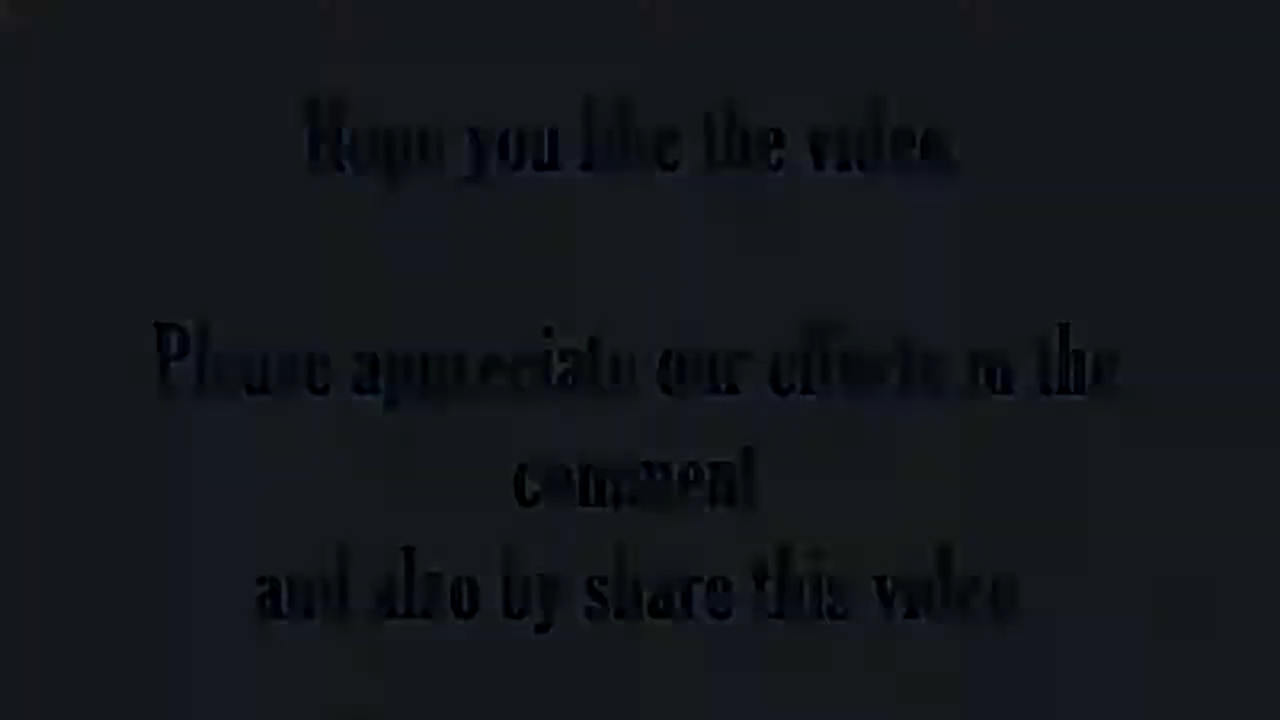 Hope you like the video
Please appreciate our efforts in the
comment
and also by share this video